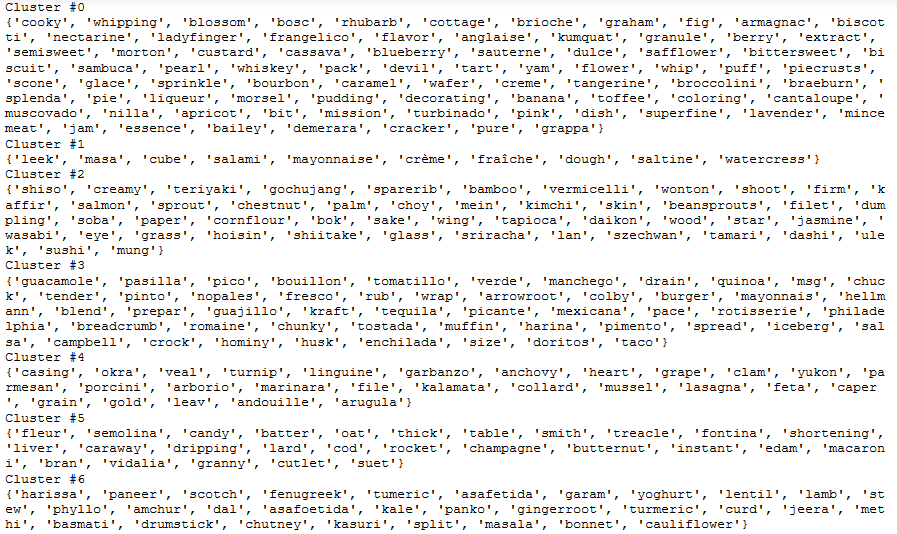 Cluster #0
{'cooky', 'whipping', 'blossom', 'bosc', 'rhubarb', 'cottage', 'brioche', 'graham', 'fig', 'armagnac', 'biscot
ti', 'nectarine', 'ladyfinger', 'frangelico', 'flavor', 'anglaise', 'kumquat', 'granule', 'berry', 'extract',
'semisweet', 'morton', 'custard', 'cassava', 'blueberry', 'sauterne', 'dulce', 'safflower', 'bittersweet', 'bi
scuit', 'sambuca', 'pearl', 'whiskey', 'pack', 'devil', 'tart', 'yam', 'flower', 'whip', 'puff', 'piecrusts',
'scone', 'glace', 'sprinkle', 'bourbon', 'caramel', 'wafer', 'creme', 'tangerine', 'broccolini', 'braeburn', '
splenda', 'pie', 'liqueur', 'morsel', 'pudding', 'decorating', 'banana', 'toffee', 'coloring', 'cantaloupe', '
muscovado', 'nilla', 'apricot', 'bit', 'mission', 'turbinado', 'pink', 'dish', 'superfine', 'lavender', 'mince
meat', 'jam', 'essence', 'bailey', 'demerara', 'cracker', 'pure', 'grappa'}
Cluster #1
{'leek', 'masa', 'cube', 'salami', 'mayonnaise', 'crème', 'fraîche', 'dough', 'saltine', 'watercress'}
Cluster #2
{'shiso', 'creamy', 'teriyaki', 'gochujang', 'sparerib', 'bamboo', 'vermicelli', 'wonton', 'shoot', 'firm', 'k
affir', 'salmon', 'sprout', 'chestnut', 'palm', 'choy', 'mein', 'kimchi', 'skin', 'beansprouts', 'filet', 'dum
pling', 'soba', 'paper', 'cornflour', 'bok', 'sake', 'wing', 'tapioca', 'daikon', 'wood', 'star', 'jasmine', '
wasabi', 'eye', 'grass', 'hoisin', 'shiitake', 'glass', 'sriracha', 'lan', 'szechwan', 'tamari', 'dashi', 'ule
k', 'sushi', 'mung'}
Cluster #3
{'guacamole', 'pasilla', 'pico', 'bouillon', 'tomatillo', 'verde', 'manchego', 'drain', 'quinoa', 'msg', 'chuc
k', 'tender', 'pinto', 'nopales', 'fresco', 'rub', 'wrap', 'arrowroot', 'colby', 'burger', 'mayonnais', 'hellm
ann', 'blend', 'prepar', 'guajillo', 'kraft', 'tequila', 'picante', 'mexicana', 'pace', 'rotisserie', 'philade
lphia', 'breadcrumb', 'romaine', 'chunky', 'tostada', 'muffin', 'harina', 'pimento', 'spread', 'iceberg', 'sal
sa', 'campbell', 'crock', 'hominy', 'husk', 'enchilada', 'size', 'doritos', 'taco'}
Cluster #4
{'casing', 'okra', 'veal', 'turnip', 'linguine', 'garbanzo', 'anchovy', 'heart', 'grape', 'clam', 'yukon', 'pa
rmesan', 'porcini', 'arborio', 'marinara', 'file', 'kalamata', 'collard', 'mussel', 'lasagna', 'feta', 'caper
', 'grain', 'gold', 'leav', 'andouille', 'arugula'}
Cluster #5
{'fleur', 'semolina', 'candy', 'batter', 'oat', 'thick', 'table', 'smith', 'treacle', 'fontina', 'shortening',
'liver', 'caraway', 'dripping', 'lard', 'cod', 'rocket', 'champagne', 'butternut', 'instant', 'edam', 'macaron
i', 'bran', 'vidalia', 'granny', 'cutlet', 'suet'}
Cluster #6
{'harissa', 'paneer', 'scotch', 'fenugreek', 'tumeric', 'asafetida', 'garam', 'yoghurt', 'lentil', 'lamb', 'st
ew', 'phyllo', 'amchur', 'dal', 'asafoetida', 'kale', 'panko', 'gingerroot', 'turmeric', 'curd', 'jeera', 'met
hi', 'basmati', 'drumstick', 'chutney', 'kasuri', 'split', 'masala', 'bonnet', 'cauliflower'}